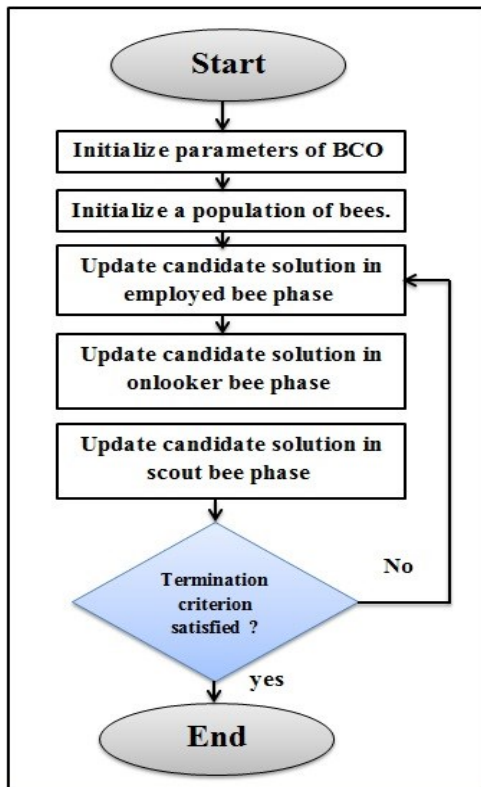 Start
Initialize parameters of BCO
Initialize a population of bees.
Update candidate solution in
employed bee phase
Update candidate solution in
onlooker bee phase
Update candidate solution in
scout bee phase
No
Termination
criterion
satisfied ?
yes
End